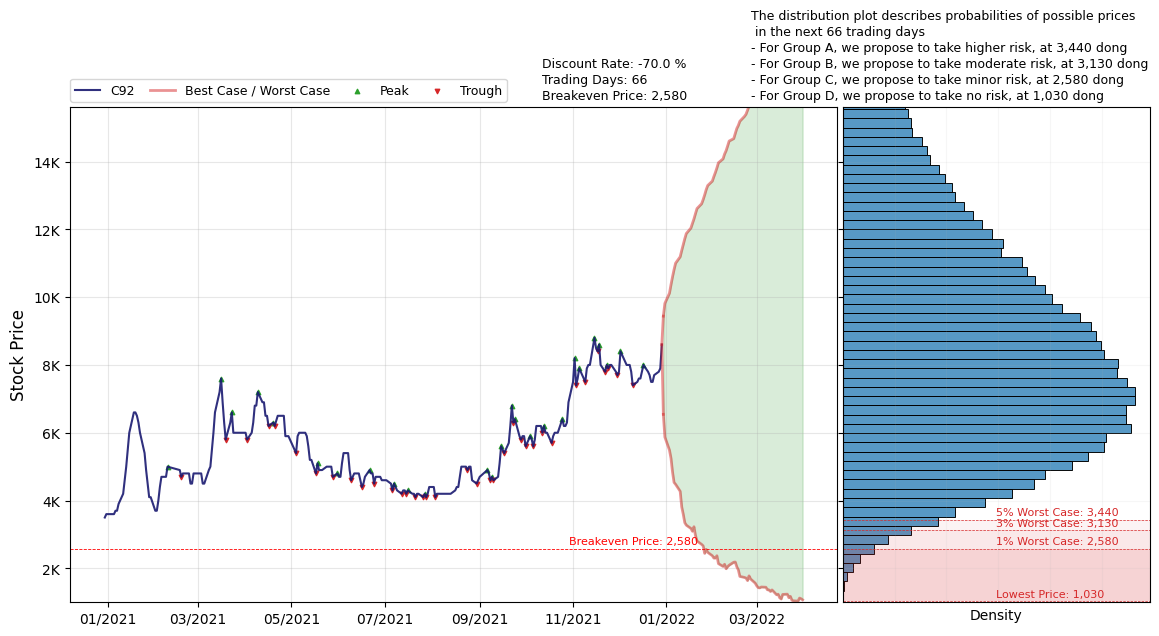 The distribution plot describes probabilities of possible prices
in the next 66 trading days
- For Group A, we propose to take higher risk, at 3,440 dong
- For Group B, we propose to take moderate risk, at 3,130 dong
- For Group C, we propose to take minor risk, at 2,580 dong
- For Group D, we propose to take no risk, at 1,030 dong
Discount Rate: -70.0 %
Trading Days: 66
Breakeven Price: 2,580
C92 Best Case / Worst Case Peak Trough
Stock Price
14K
12K
10K
8K
6K
4K
2K
Breakeven Price: 2,580
5% Worst Case: 3,440
3% Worst Case: 3,130
1% Worst Case: 2,580
Lowest Price: 1,030
01/2021 03/2021 05/2021 07/2021 09/2021 11/2021 01/2022 03/2022
Density